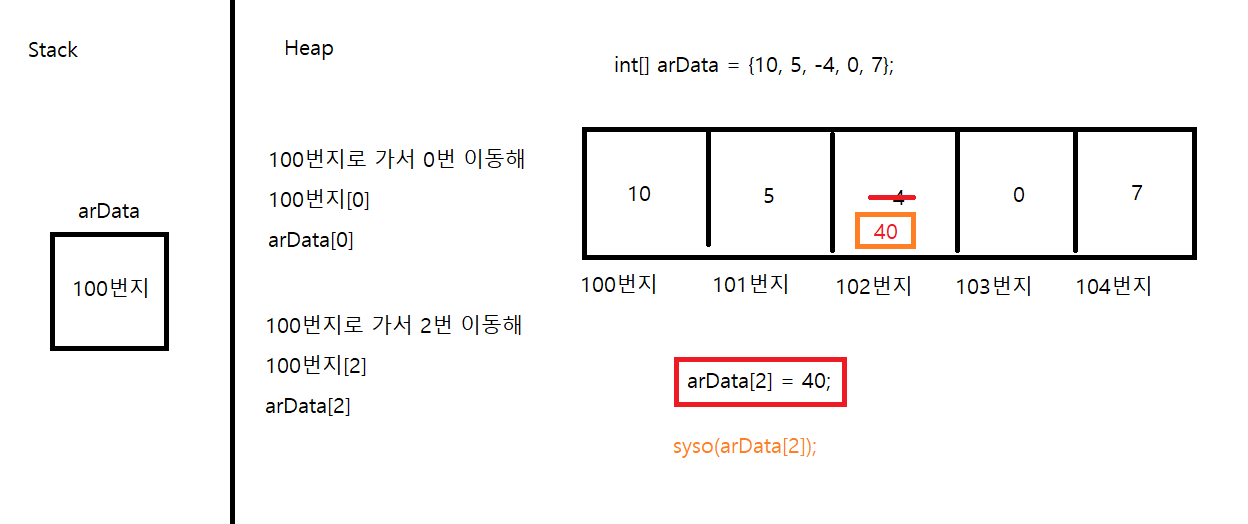 Stack
Heap
int[] arData = {10, 5, -4, 0, 7};
100번지로 가서 0번 이동해
100번지[0]
arData[0]
arData
100번지
10
5
-4
0
7
40
100번지
101번지
102번지
103번지
104번지
100번지로 가서 2번 이동해
100번지[2]
arData[2]
arData[2] = 40;
syso(arData[2]);